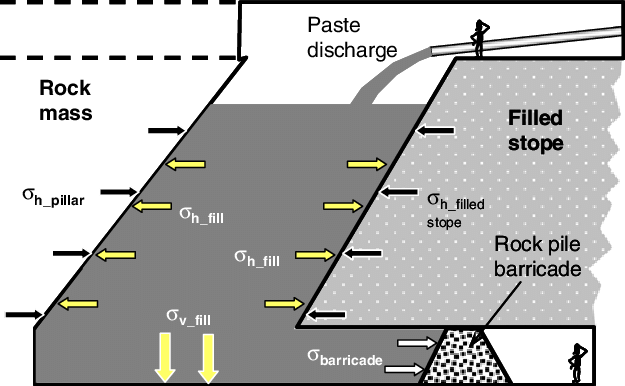 Paste
discharge
Rock
mass
Filled
stope
σh_pillar
σh_fill
σh_filled
stope
σh_fill
Rock pile
barricade
σv_fill
σbarricade